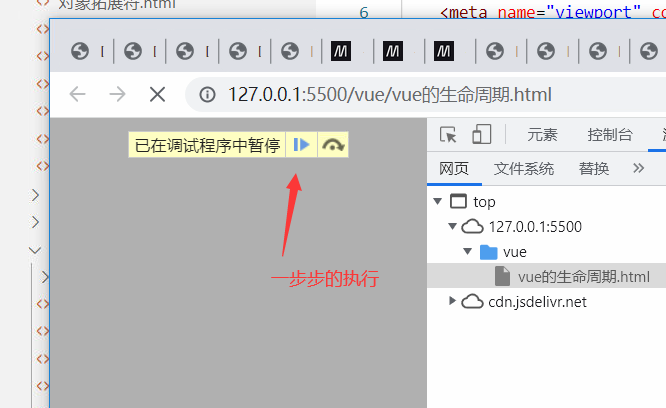 对象拓展符.html
6 <meta name="viewport" co
127.0.0.1:5500/vue/vue的生命周期.html
已在调试程序中暂停
元素 控制台
网页 文件系统 替换 »
top
127.0.0.1:5500
vue
vue的生命周期.html
cdn.jsdelivr.net
一步步的执行